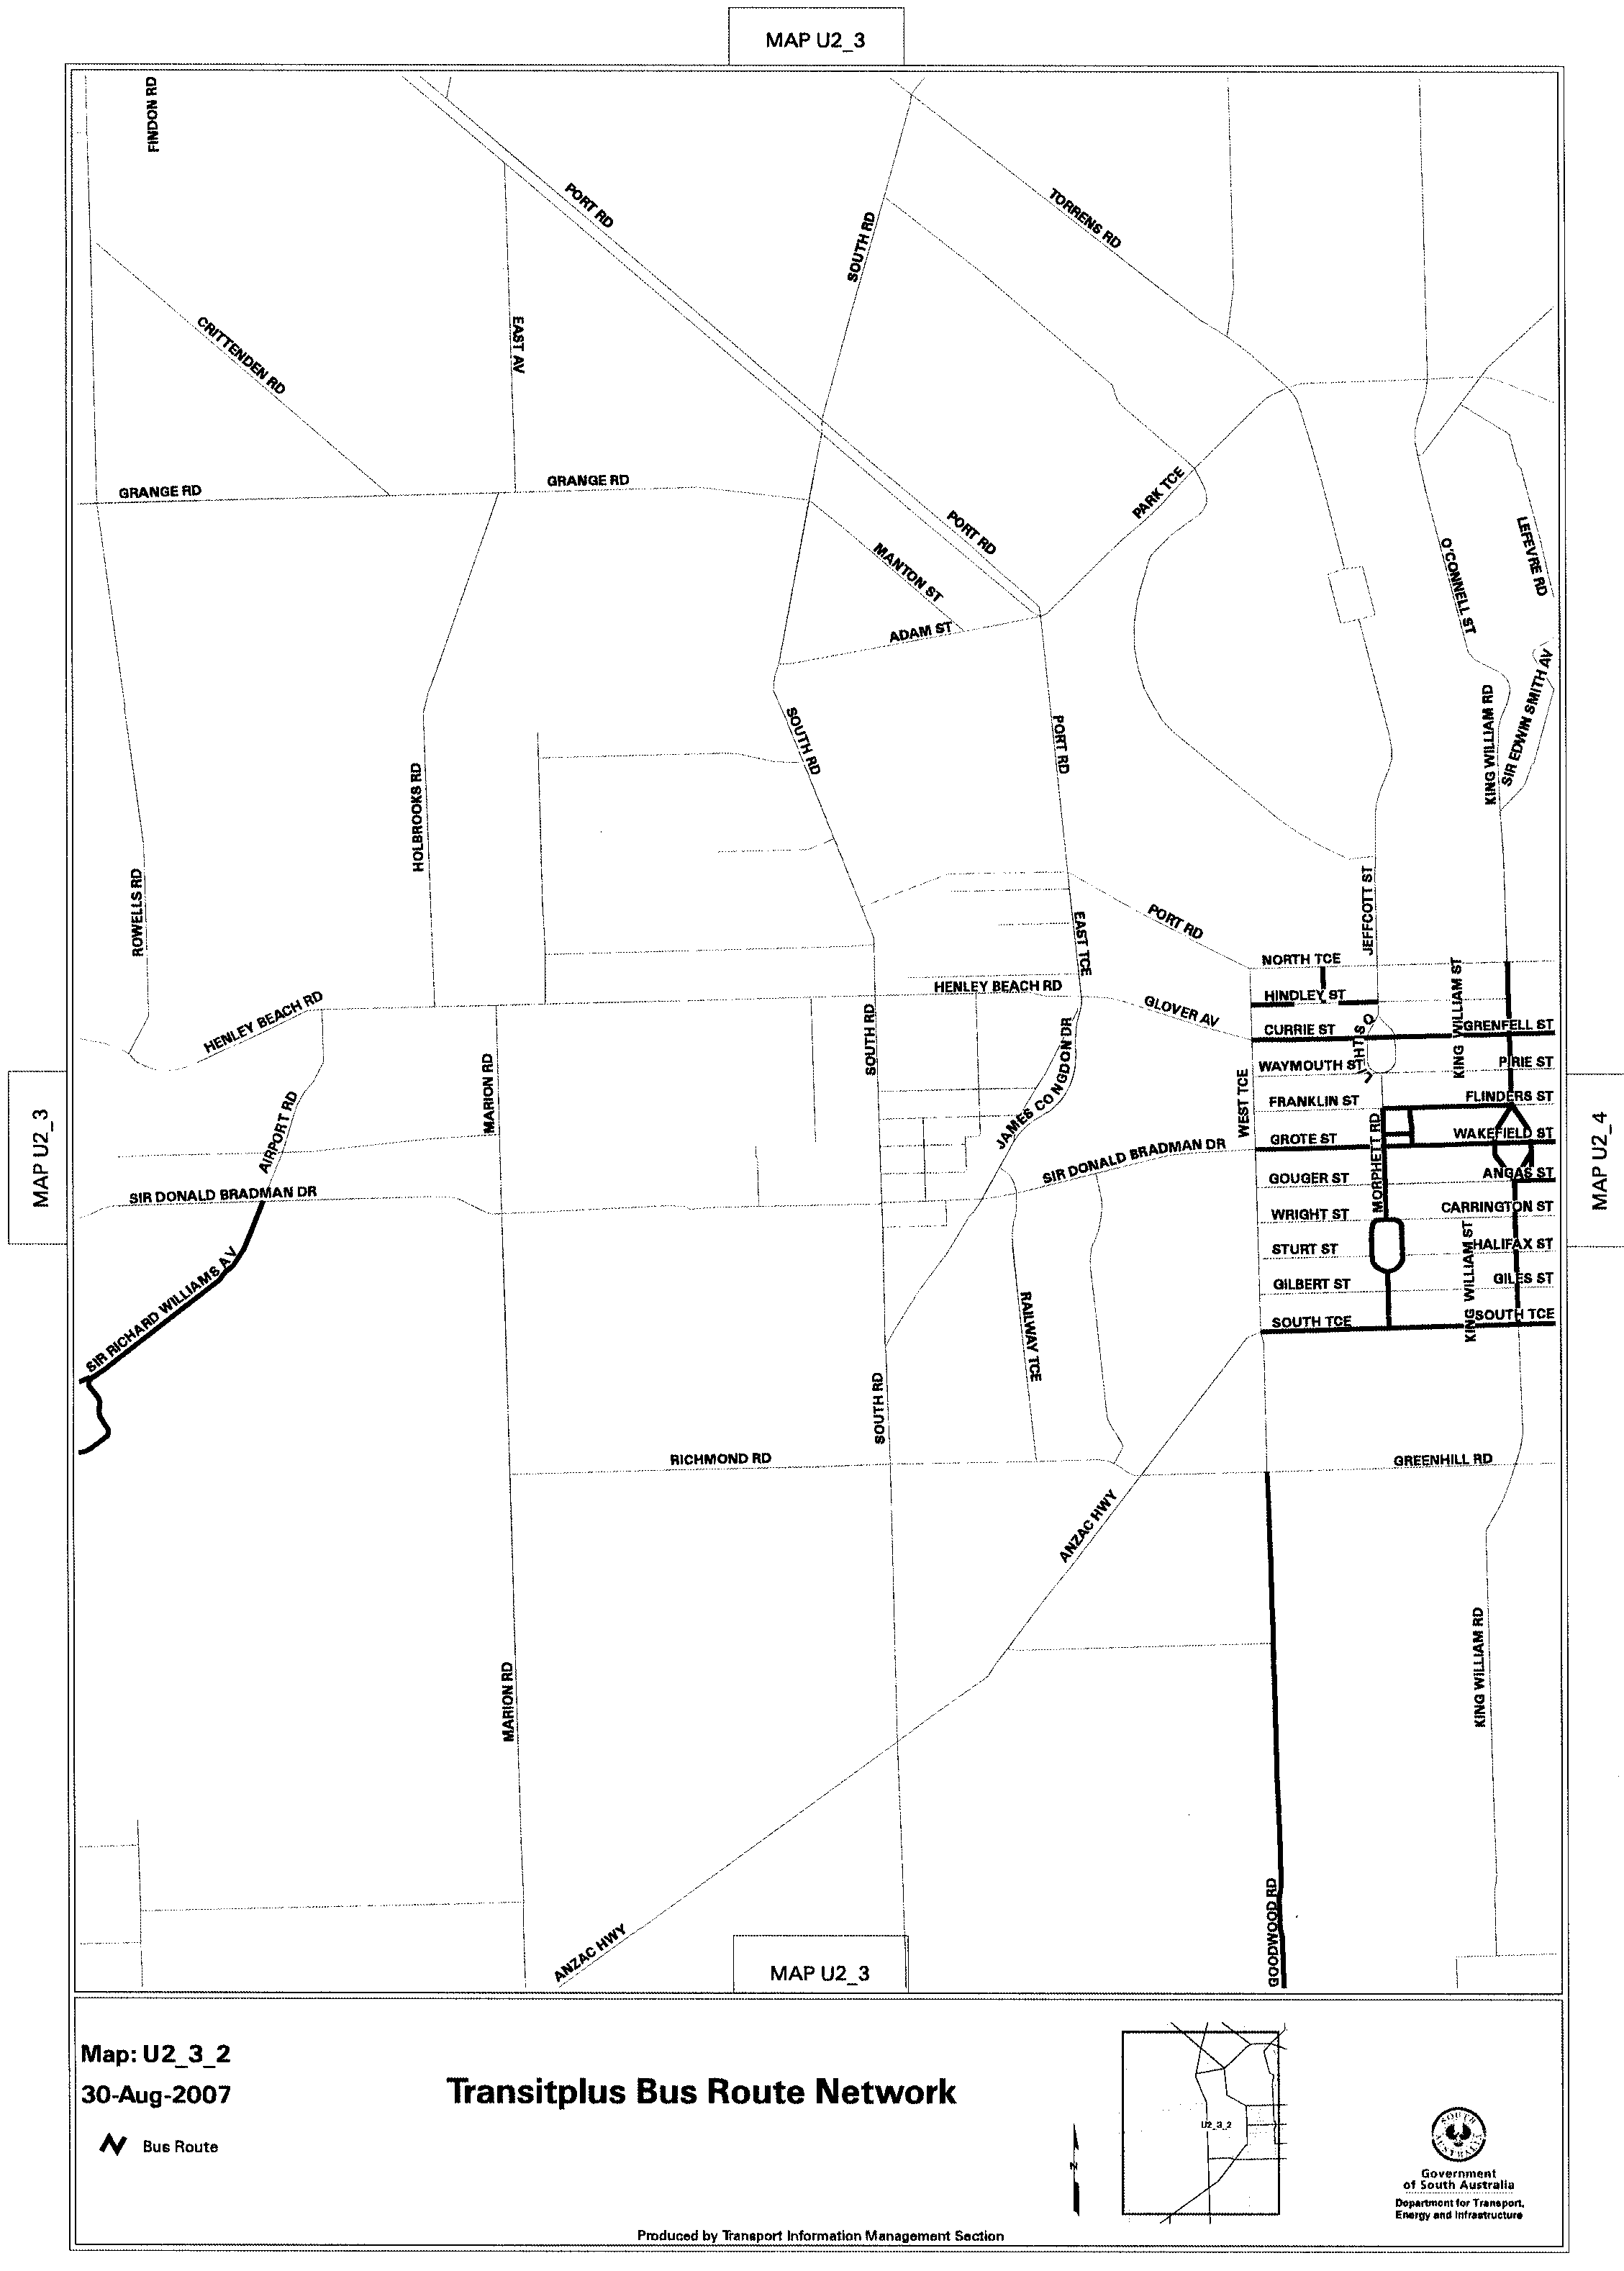 MAP U2_3
FINDON RD
PORT RD
SOUTH RD
TORRENS RD
CRITTENDEN RD
EAST AV
GRANGE RD
GRANGE RD
PARK TCE
PORT RD
MANTON ST
ADAM ST
O'CONNELL ST
LEFEVRE RD
SIR EDWIN SMITH AV
KING WILLIAM RD
SOUTH RD
PORT RD
HOLBROOKS RD
ROWELLS RD
JEFFCOTT ST
PORT RD
EAST TCE
NORTH TCE
HENLEY BEACH RD
HENLEY BEACH RD
GLOVER AV
HINDLEY ST
KING WILLIAM ST
CURRIE ST
LIGHT SQ
GRENFELL ST
SOUTH RD
JAMES CONGDON DR
MARION RD
WAYMOUTH ST
PIRIE ST
WEST TCE
FRANKLIN ST
FLINDERS ST
MAP U2_3
MAP U2_4
AIRPORT RD
GROTE ST
MORPHETT RD
WAKEFIELD ST
SIR DONALD BRADMAN DR
SIR DONALD BRADMAN DR
GOUGER ST
ANGAS ST
WRIGHT ST
CARRINGTON ST
STURT ST
KING WILLIAM ST
HALIFAX ST
GILBERT ST
GILES ST
SOUTH TCE
SOUTH TCE
SIR RICHARD WILLIAMS AV
RAILWAY TCE
SOUTH RD
RICHMOND RD
GREENHILL RD
ANZAC HWY
MARION RD
KING WILLIAM RD
GOODWOOD RD
ANZAC HWY
MAP U2_3
Map: U2_3_2
30-Aug-2007
Bus Route
Transitplus Bus Route Network
N
U2_3_2
SOUTH
AUSTRALIA
Government
of South Australia
Department for Transport,
Energy and Infrastructure
Produced by Transport Information Management Section